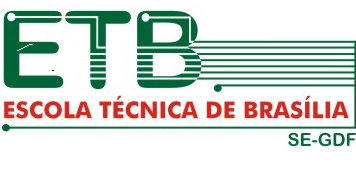 ETB
ESCOLA TÉCNICA DE BRASÍLIA
SE-GDF